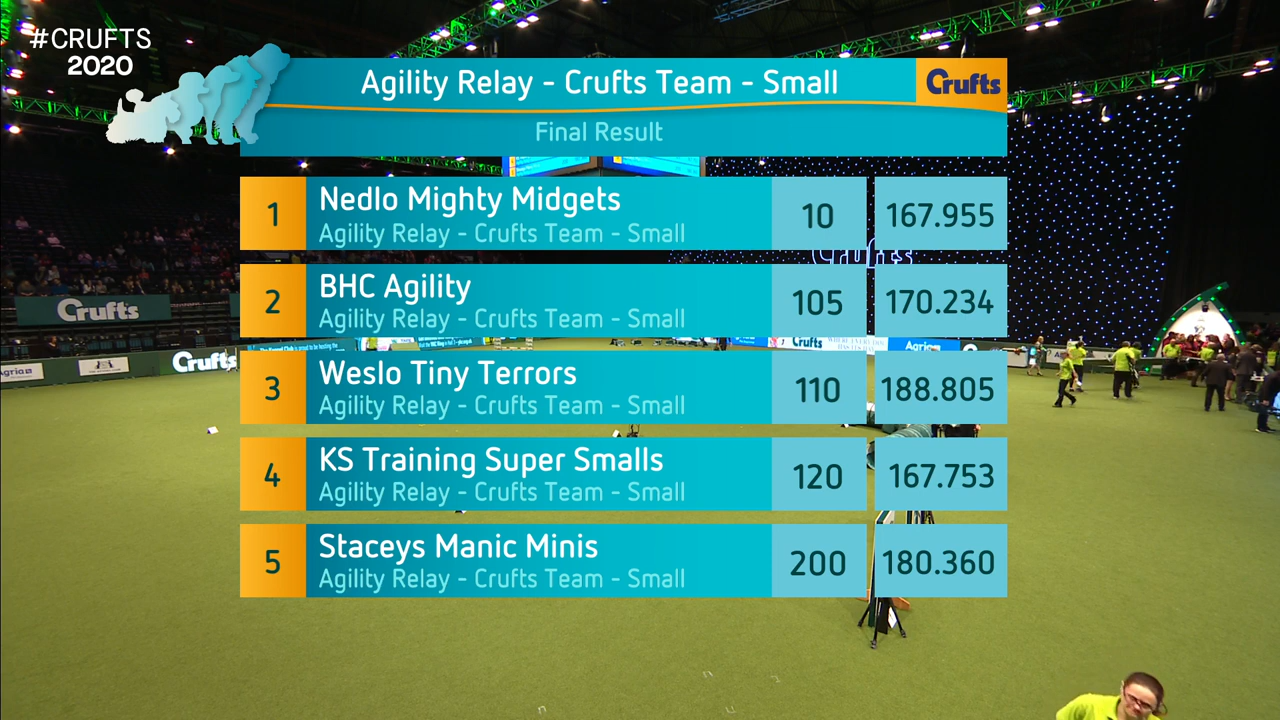 #CRUFTS
2020
Agility Relay - Crufts Team - Small
Crufts
Final Result
1
Nedlo Mighty Midgets
Agility Relay - Crufts Team - Small
10
167.955
Crufts
2
BHC Agility
Agility Relay - Crufts Team - Small
105
170.234
Crufts
Agria
Crufts
Crufts
Agria
3
Weslo Tiny Terrors
Agility Relay - Crufts Team - Small
110
188.805
4
KS Training Super Smalls
Agility Relay - Crufts Team - Small
120
167.753
5
Staceys Manic Minis
Agility Relay - Crufts Team - Small
200
180.360